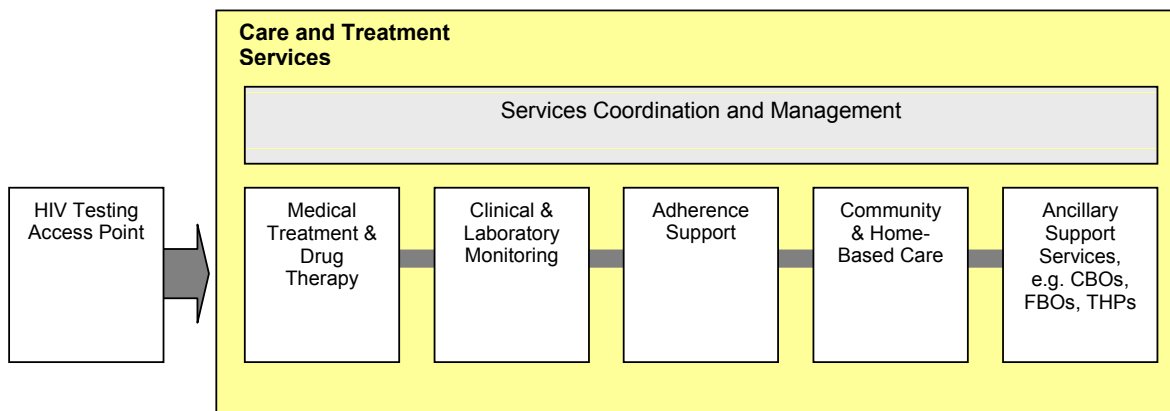 Care and Treatment
Services
Services Coordination and Management
HIV Testing
Access Point
Medical
Treatment &
Drug
Therapy
Clinical &
Laboratory
Monitoring
Adherence
Support
Community
& Home-
Based Care
Ancillary
Support
Services,
e.g. CBOs,
FBOs, THPs